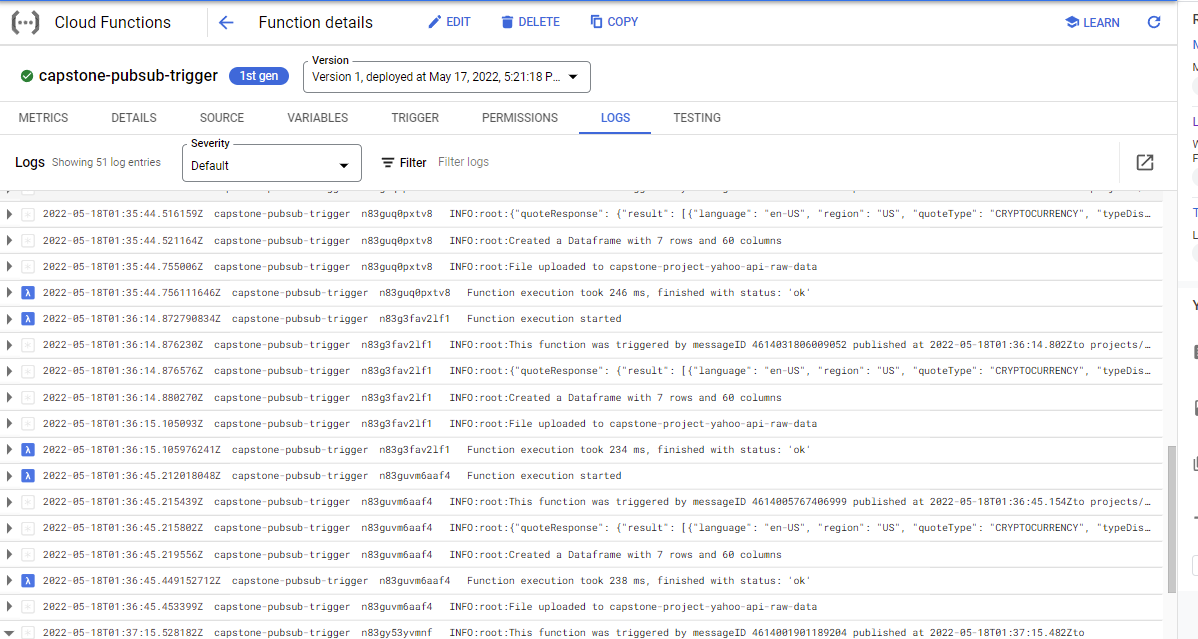 Cloud Functions
Function details
EDIT
DELETE
COPY
LEARN
capstone-pubsub-trigger
1st gen
Version
Version 1, deployed at May 17, 2022, 5:21:18 P...
METRICS DETAILS SOURCE VARIABLES TRIGGER PERMISSIONS LOGS TESTING
Logs Showing 51 log entries
Severity
Default
Filter Filter logs
2022-05-18T01:35:44.516159Z capstone-pubsub-trigger n83guq0pxtv8 INFO:root:{"quoteResponse": {"result": [{"language": "en-US", "region": "US", "quoteType": "CRYPTOCURRENCY", "typeDis…
2022-05-18T01:35:44.521164Z capstone-pubsub-trigger n83guq0pxtv8 INFO:root:Created a Dataframe with 7 rows and 60 columns
2022-05-18T01:35:44.755006Z capstone-pubsub-trigger n83guq0pxtv8 INFO:root:File uploaded to capstone-project-yahoo-api-raw-data
2022-05-18T01:35:44.756111646Z capstone-pubsub-trigger n83guq0pxtv8 Function execution took 246 ms, finished with status: 'ok'
2022-05-18T01:36:14.872790834Z capstone-pubsub-trigger n83g3fav2lf1 Function execution started
2022-05-18T01:36:14.876230Z capstone-pubsub-trigger n83g3fav2lf1 INFO:root:This function was triggered by messageID 4614031806009052 published at 2022-05-18T01:36:14.802Zto projects/…
2022-05-18T01:36:14.876576Z capstone-pubsub-trigger n83g3fav2lf1 INFO:root:{"quoteResponse": {"result": [{"language": "en-US", "region": "US", "quoteType": "CRYPTOCURRENCY", "typeDis…
2022-05-18T01:36:14.880270Z capstone-pubsub-trigger n83g3fav2lf1 INFO:root:Created a Dataframe with 7 rows and 60 columns
2022-05-18T01:36:15.105093Z capstone-pubsub-trigger n83g3fav2lf1 INFO:root:File uploaded to capstone-project-yahoo-api-raw-data
2022-05-18T01:36:15.105976241Z capstone-pubsub-trigger n83g3fav2lf1 Function execution took 234 ms, finished with status: 'ok'
2022-05-18T01:36:45.212018048Z capstone-pubsub-trigger n83guvm6aaf4 Function execution started
2022-05-18T01:36:45.215439Z capstone-pubsub-trigger n83guvm6aaf4 INFO:root:This function was triggered by messageID 4614005767406999 published at 2022-05-18T01:36:45.154Zto projects/…
2022-05-18T01:36:45.215802Z capstone-pubsub-trigger n83guvm6aaf4 INFO:root:{"quoteResponse": {"result": [{"language": "en-US", "region": "US", "quoteType": "CRYPTOCURRENCY", "typeDis…
2022-05-18T01:36:45.219556Z capstone-pubsub-trigger n83guvm6aaf4 INFO:root:Created a Dataframe with 7 rows and 60 columns
2022-05-18T01:36:45.449152712Z capstone-pubsub-trigger n83guvm6aaf4 Function execution took 238 ms, finished with status: 'ok'
2022-05-18T01:36:45.453399Z capstone-pubsub-trigger n83guvm6aaf4 INFO:root:File uploaded to capstone-project-yahoo-api-raw-data
2022-05-18T01:37:15.528182Z capstone-pubsub-trigger n83gy53yvmnf INFO:root:This function was triggered by messageID 4614001901189204 published at 2022-05-18T01:37:15.482Zto